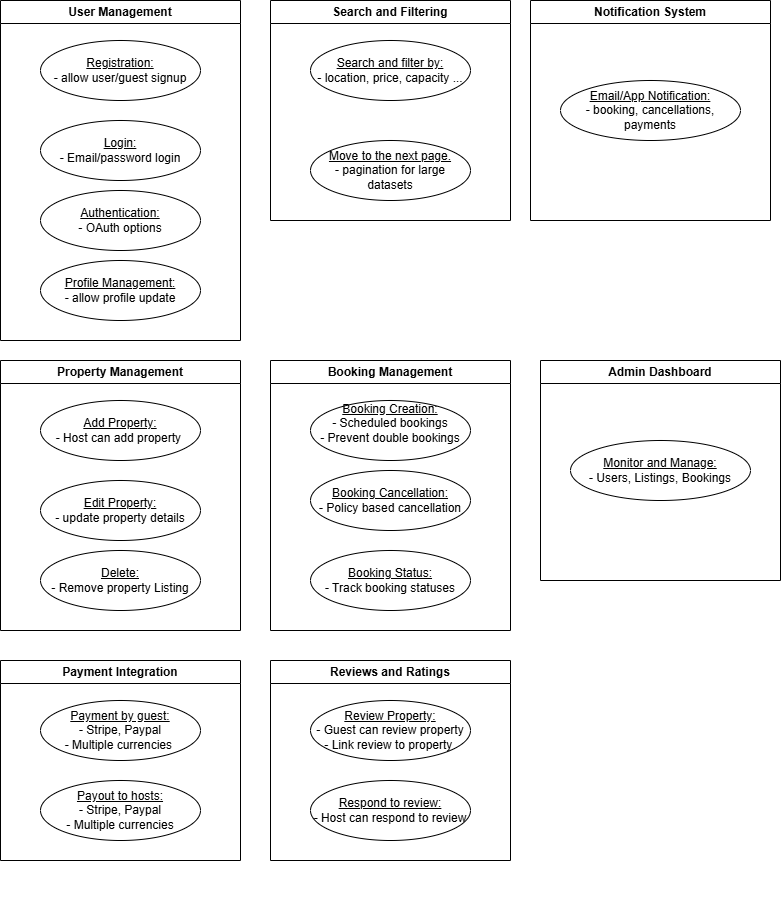 User Management
Registration:
- allow user/guest signup
Login:
- Email/password login
Authentication:
- OAuth options
Profile Management:
- allow profile update
Search and Filtering
Search and filter by:
- location, price, capacity ...
Move to the next page.
- pagination for large
datasets
Notification System
Email/App Notification:
- booking, cancellations,
payments
Property Management
Add Property:
- Host can add property
Edit Property:
- update property details
Delete:
- Remove property Listing
Booking Management
Booking Creation:
- Scheduled bookings
- Prevent double bookings
Booking Cancellation:
- Policy based cancellation
Booking Status:
- Track booking statuses
Admin Dashboard
Monitor and Manage:
- Users, Listings, Bookings
Payment Integration
Payment by guest:
- Stripe, Paypal
- Multiple currencies
Payout to hosts:
- Stripe, Paypal
- Multiple currencies
Reviews and Ratings
Review Property:
- Guest can review property
- Link review to property
Respond to review:
- Host can respond to review